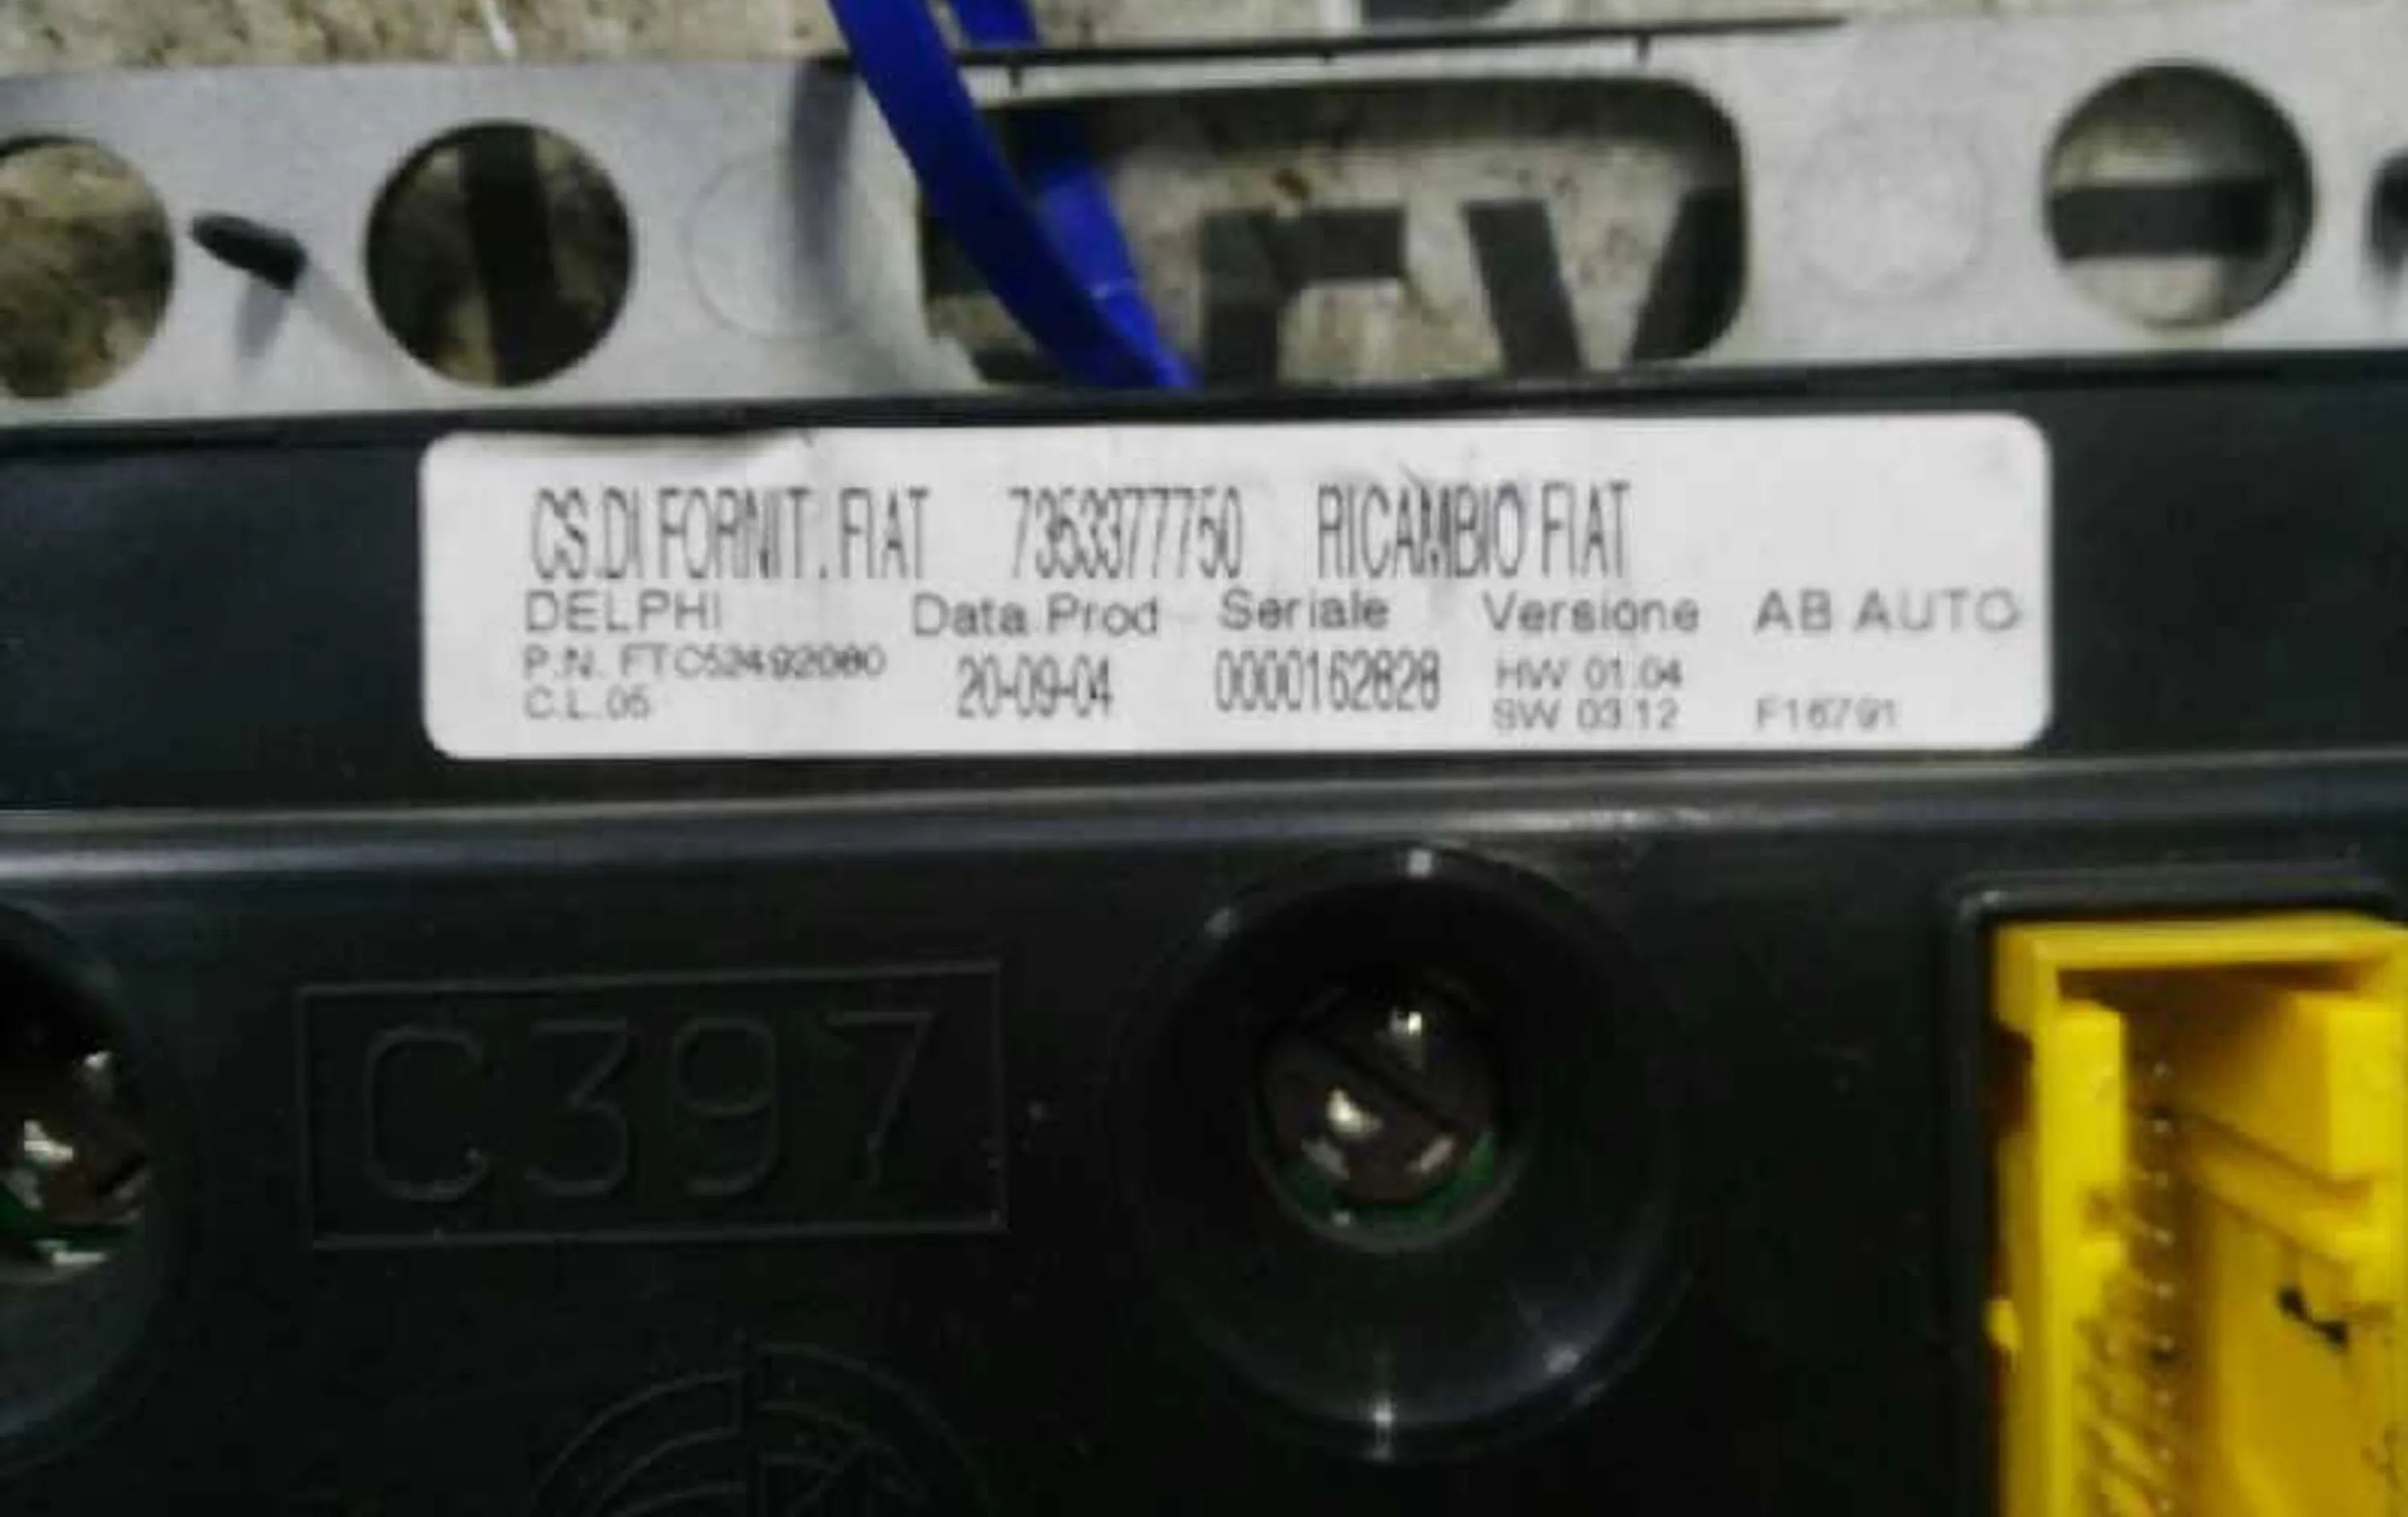 CS.DI FORNIT. FIAT 7353377750 RICAMBIO FIAT
DELPHI Data Prod Seriale Versione AB AUTO
P.N. FTC52492080 20-09-04 0000162828 HW 01.04
C.L. 05 SW 03.12 F16791
C397